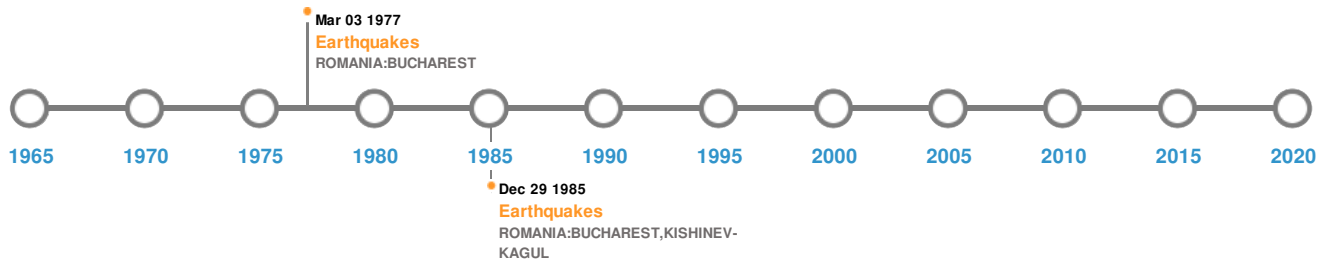 Mar 03 1977
Earthquakes
ROMANIA:BUCHAREST
1965 1970 1975 1980 1985 1990 1995 2000 2005 2010 2015 2020
Dec 29 1985
Earthquakes
ROMANIA:BUCHAREST,KISHINEV-
KAGUL